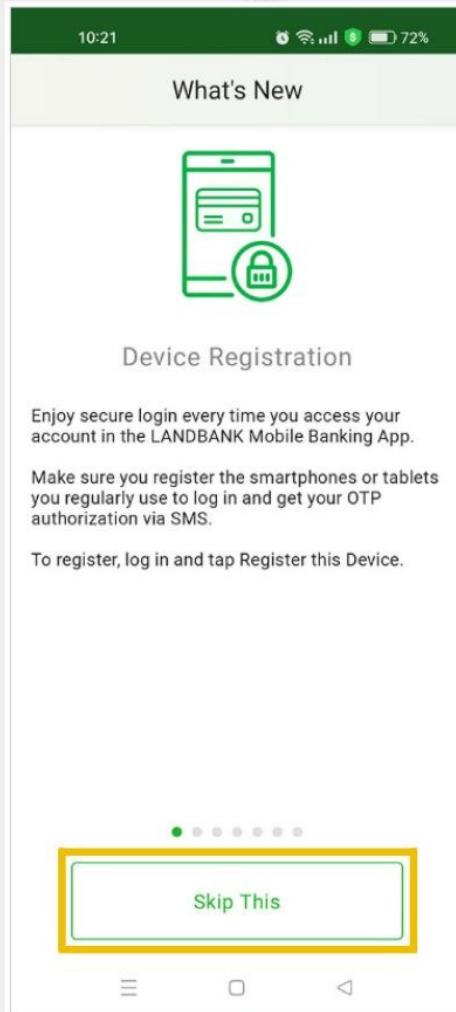 10:21
72%
What's New
Device Registration
Enjoy secure login every time you access your
account in the LANDBANK Mobile Banking App.
Make sure you register the smartphones or tablets
you regularly use to log in and get your OTP
authorization via SMS.
To register, log in and tap Register this Device.
Skip This